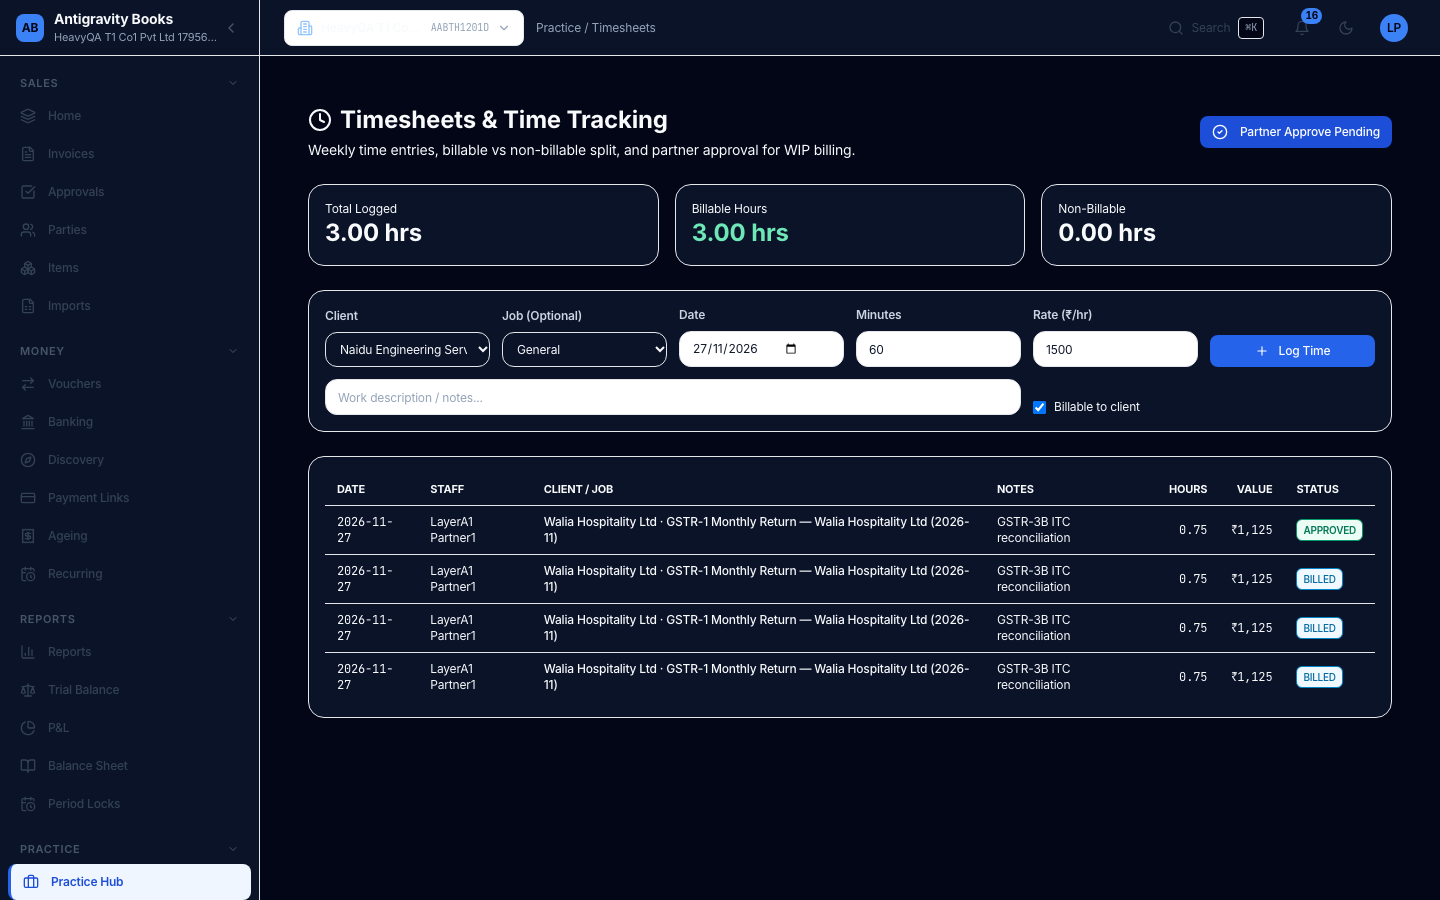 AB
Antigravity Books
HeavyQA T1 Co1 Pvt Ltd 17956...
AABTH1201D
Practice / Timesheets
Search
⌘K
16
LP
SALES
Home
Invoices
Approvals
Parties
Items
Imports
MONEY
Vouchers
Banking
Discovery
Payment Links
Ageing
Recurring
REPORTS
Reports
Trial Balance
P&L
Balance Sheet
Period Locks
PRACTICE
Practice Hub
Timesheets & Time Tracking
Weekly time entries, billable vs non-billable split, and partner approval for WIP billing.
Partner Approve Pending
Total Logged
3.00 hrs
Billable Hours
3.00 hrs
Non-Billable
0.00 hrs
Client
Job (Optional)
Date
Minutes
Rate (₹/hr)
Naidu Engineering Serv
General
27/11/2026
60
1500
Log Time
Work description / notes...
Billable to client
DATE STAFF CLIENT / JOB NOTES HOURS VALUE STATUS
2026-11-27 LayerA1 Partner1 Walia Hospitality Ltd · GSTR-1 Monthly Return — Walia Hospitality Ltd (2026-11) GSTR-3B ITC reconciliation 0.75 ₹1,125 APPROVED
2026-11-27 LayerA1 Partner1 Walia Hospitality Ltd · GSTR-1 Monthly Return — Walia Hospitality Ltd (2026-11) GSTR-3B ITC reconciliation 0.75 ₹1,125 BILLED
2026-11-27 LayerA1 Partner1 Walia Hospitality Ltd · GSTR-1 Monthly Return — Walia Hospitality Ltd (2026-11) GSTR-3B ITC reconciliation 0.75 ₹1,125 BILLED
2026-11-27 LayerA1 Partner1 Walia Hospitality Ltd · GSTR-1 Monthly Return — Walia Hospitality Ltd (2026-11) GSTR-3B ITC reconciliation 0.75 ₹1,125 BILLED